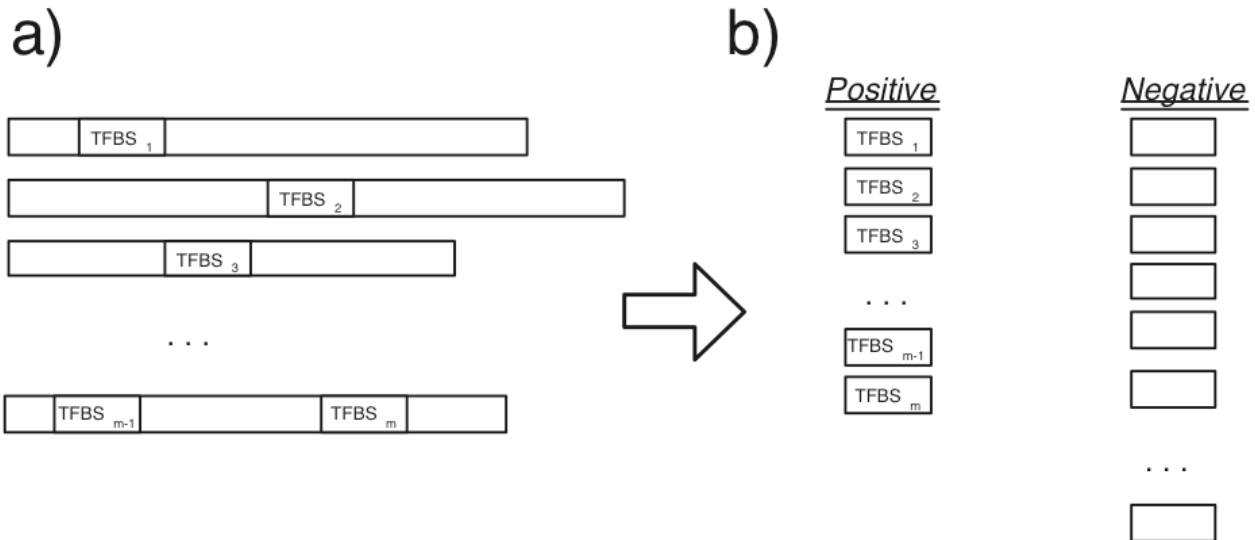 a)
TFBS 1
TFBS 2
TFBS 3
. . .
TFBS m-1 TFBS m
b)
Positive Negative
TFBS 1
TFBS 2
TFBS 3
. . .
TFBS m-1
TFBS m
. . .